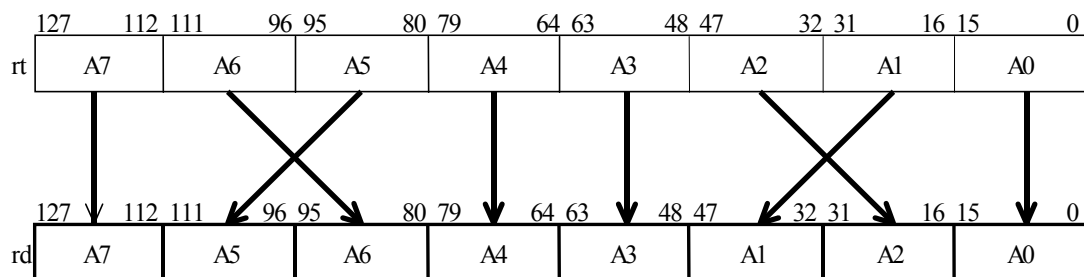 127 112 111 96 95 80 79 64 63 48 47 32 31 16 15 0
rt A7 A6 A5 A4 A3 A2 A1 A0
127 112 111 96 95 80 79 64 63 48 47 32 31 16 15 0
rd A7 A5 A6 A4 A3 A1 A2 A0